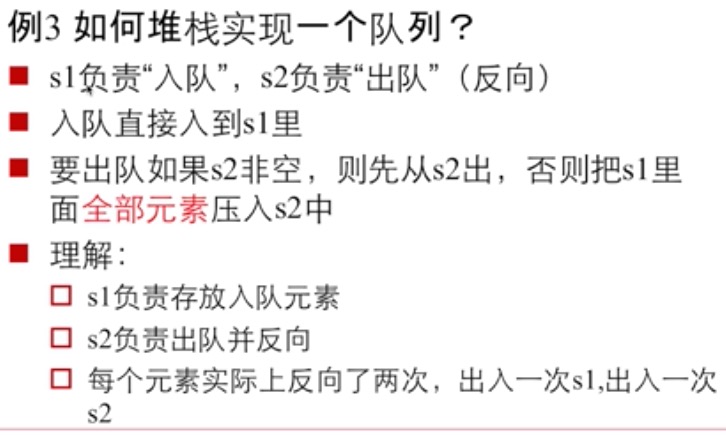 例3 如何堆栈实现一个队列？
s1负责“入队”，s2负责“出队”（反向）
入队直接入到s1里
要出队如果s2非空，则先从s2出，否则把s1里
面全部元素压入s2中
理解：
s1负责存放入队元素
s2负责出队并反向
每个元素实际上反向了两次，出入一次s1,出入一次
s2